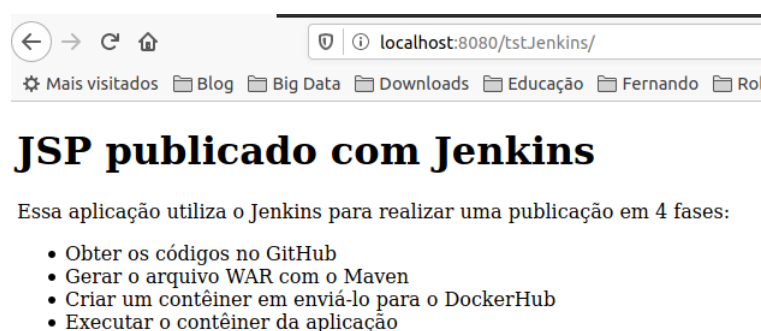 localhost:8080/tstJenkins/
Mais visitados Blog Big Data Downloads Educação Fernando Ro
JSP publicado com Jenkins
Essa aplicação utiliza o Jenkins para realizar uma publicação em 4 fases:
• Obter os códigos no GitHub
• Gerar o arquivo WAR com o Maven
• Criar um contêiner em enviá-lo para o DockerHub
• Executar o contêiner da aplicação